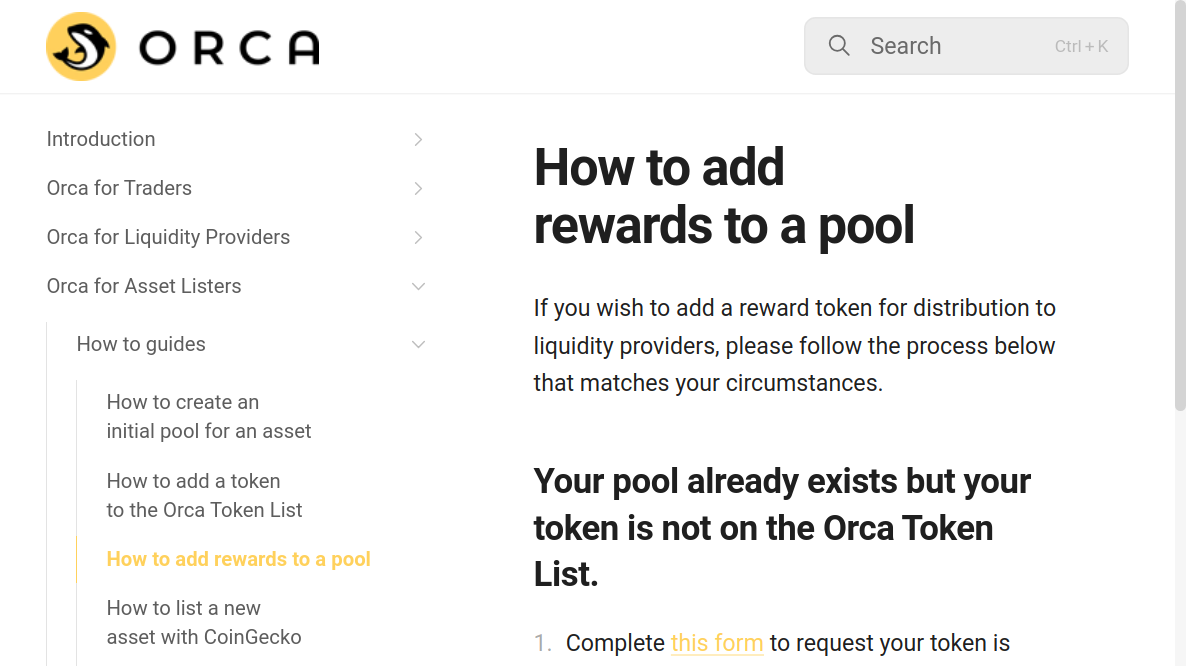 ORCA
Search
Ctrl + K
Introduction
Orca for Traders
Orca for Liquidity Providers
Orca for Asset Listers
How to guides
How to create an
initial pool for an asset
How to add a token
to the Orca Token List
How to add rewards to a pool
How to list a new
asset with CoinGecko
How to add
rewards to a pool
If you wish to add a reward token for distribution to
liquidity providers, please follow the process below
that matches your circumstances.
Your pool already exists but your
token is not on the Orca Token
List.
1. Complete this form to request your token is